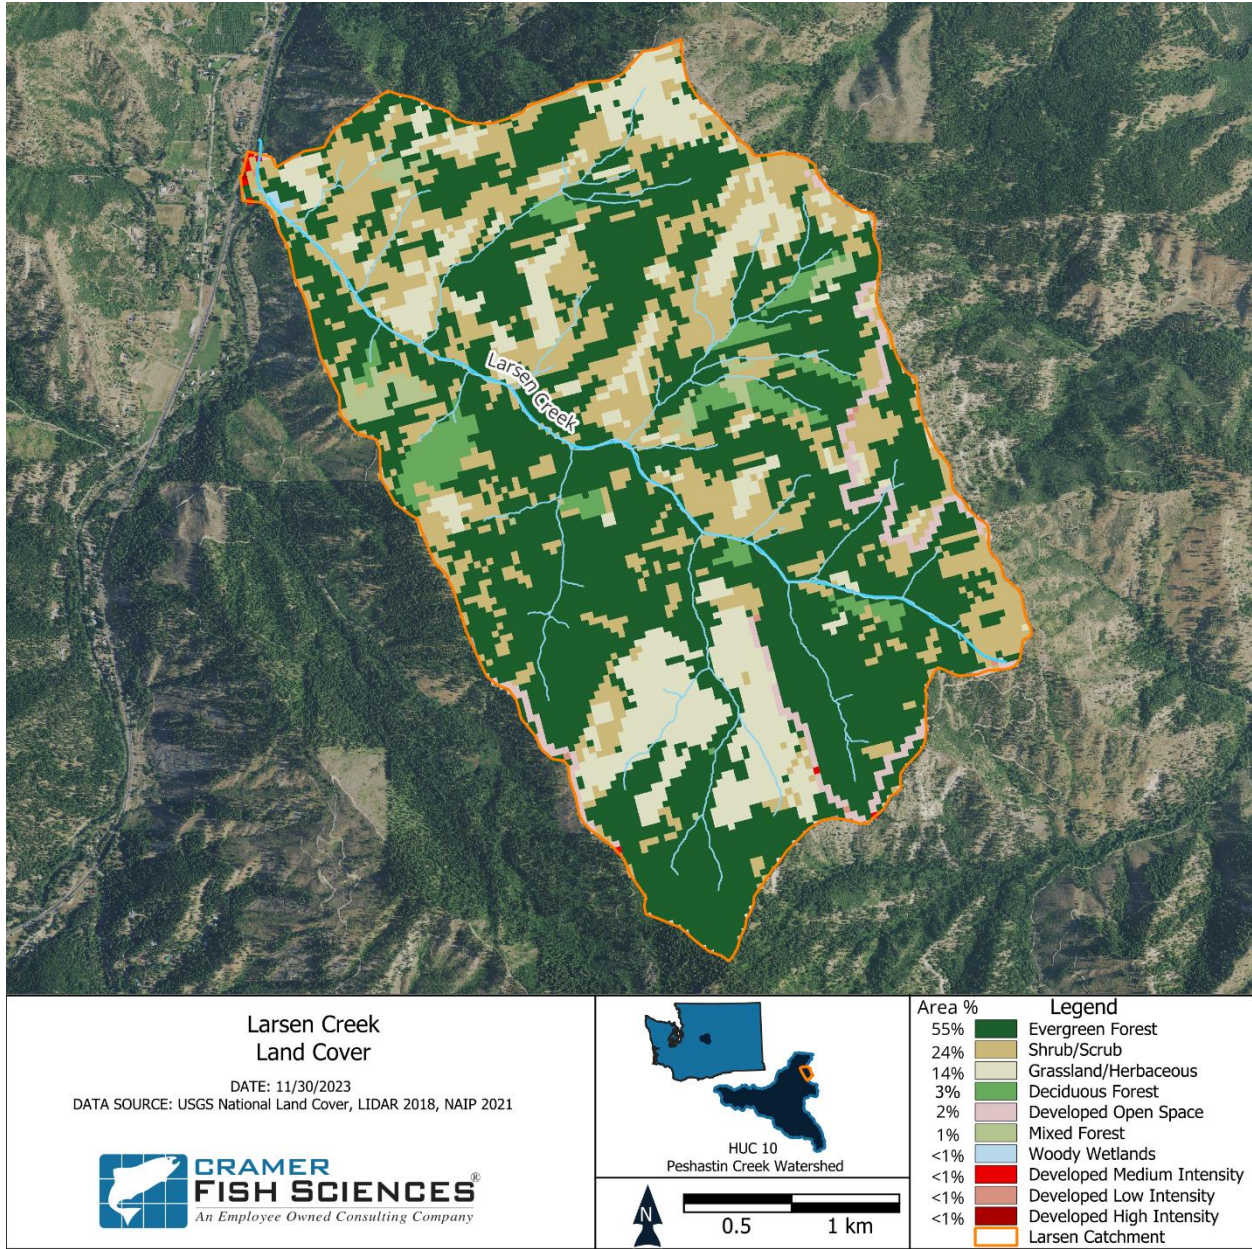 Larsen Creek
Larsen Creek
Land Cover
DATE: 11/30/2023
DATA SOURCE: USGS National Land Cover, LIDAR 2018, NAIP 2021
CRAMER
FISH SCIENCES®
An Employee Owned Consulting Company
HUC 10
Peshastin Creek Watershed
N
0.5 1 km
Area % Legend
55% Evergreen Forest
24% Shrub/Scrub
14% Grassland/Herbaceous
3% Deciduous Forest
2% Developed Open Space
1% Mixed Forest
<1% Woody Wetlands
<1% Developed Medium Intensity
<1% Developed Low Intensity
<1% Developed High Intensity
Larsen Catchment